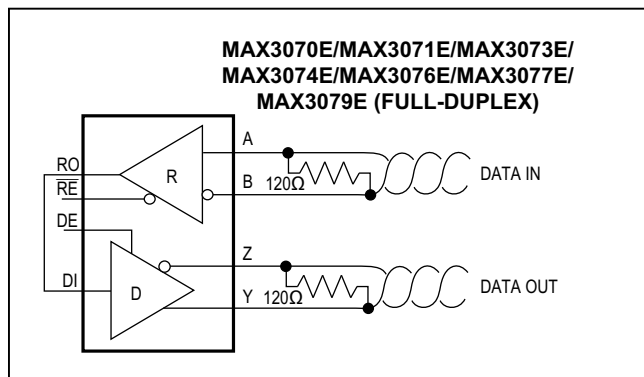 MAX3070E/MAX3071E/MAX3073E/
MAX3074E/MAX3076E/MAX3077E/
MAX3079E (FULL-DUPLEX)
A
RO
R
120Ω
DATA IN
RE
B
DE
Z
DI
D
120Ω
DATA OUT
Y